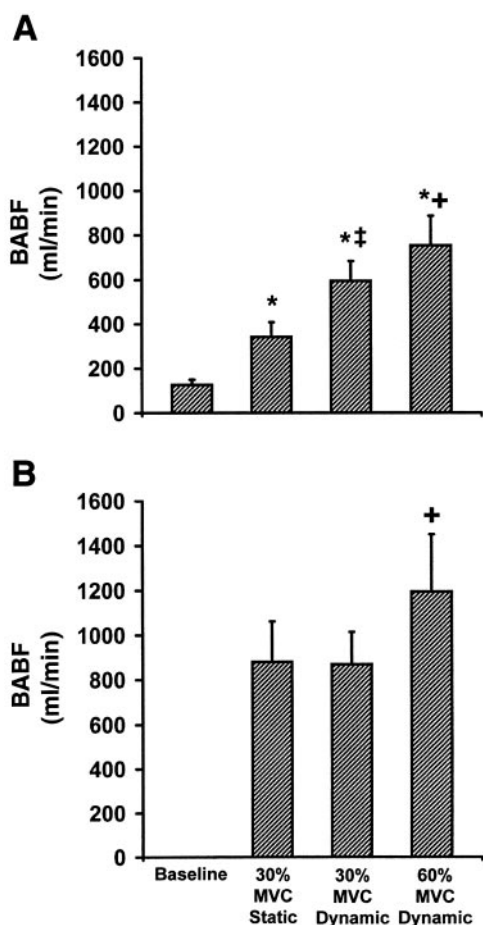 A
1600
1400
1200
1000
800
600
400
200
0
BABF
(ml/min)
*
*‡
*+
B
1600
1400
1200
1000
800
600
400
200
0
BABF
(ml/min)
+
Baseline
30%
MVC
Static
30%
MVC
Dynamic
60%
MVC
Dynamic